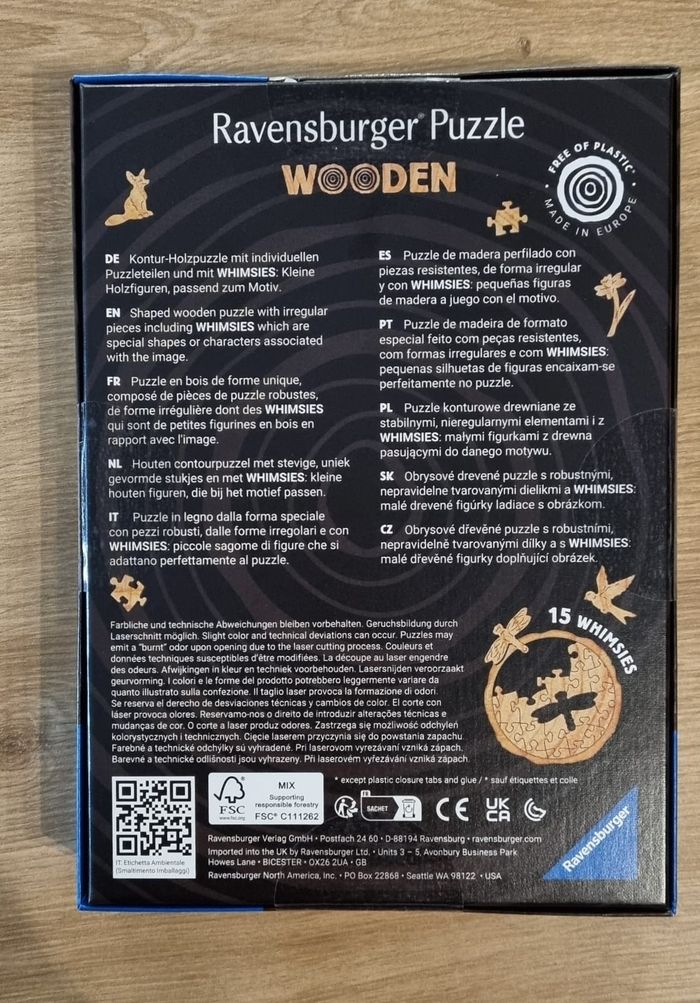 Ravensburger Puzzle
WOODEN
FREE OF PLASTIC*
MADE IN EUROPE
DE Kontur-Holzpuzzle mit individuellen
Puzzleteilen und mit WHIMSIES: Kleine
Holzfiguren, passend zum Motiv.
EN Shaped wooden puzzle with irregular
pieces including WHIMSIES which are
special shapes or characters associated
with the image.
FR Puzzle en bois de forme unique,
composé de pièces de puzzle robustes,
de forme irrégulière dont des WHIMSIES
qui sont de petites figurines en bois en
rapport avec l'image.
NL Houten contourpuzzel met stevige, uniek
gevormde stukjes en met WHIMSIES: kleine
houten figuren, die bij het motief passen.
IT Puzzle in legno dalla forma speciale
con pezzi robusti, dalle forme irregolari e con
WHIMSIES: piccole sagome di figure che si
adattano perfettamente al puzzle.
ES Puzzle de madera perfilado con
piezas resistentes, de forma irregular
y con WHIMSIES: pequeñas figuras
de madera a juego con el motivo.
PT Puzzle de madeira de formato
especial feito com peças resistentes,
com formas irregulares e com WHIMSIES:
pequenas silhuetas de figuras encaixam-se
perfeitamente no puzzle.
PL Puzzle konturowe drewniane ze
stabilnymi, nieregularnymi elementami i z
WHIMSIES: małymi figurkami z drewna
pasującymi do danego motywu.
SK Obrysové drevené puzzle s robustnými,
nepravidelne tvarovanými dielikmi a WHIMSIES:
malé drevené figúrky ladiace s obrázkom.
CZ Obrysové dřevěné puzzle s robustními,
nepravidelně tvarovanými dílky a s WHIMSIES:
malé dřevěné figurky doplňující obrázek.
15 WHIMSIES
Farbliche und technische Abweichungen bleiben vorbehalten. Geruchsbildung durch
Laserschnitt möglich. Slight color and technical deviations can occur. Puzzles may
emit a "burnt" odor upon opening due to the laser cutting process. Couleurs et
données techniques susceptibles d'être modifiées. La découpe au laser engendre
des odeurs. Afwijkingen in kleur en techniek voorbehouden. Lasersnijden veroorzaakt
geurvorming. I colori e le forme del prodotto potrebbero leggermente variare da
quanto illustrato sulla confezione. Il taglio laser provoca la formazione di odori.
Se reserva el derecho de desviaciones técnicas y cambios de color. El corte con
láser provoca olores. Reservamo-nos o direito de introduzir alterações técnicas e
mudanças de cor. O corte a laser produz odores. Zastrzega się możliwość odchyleń
kolorystycznych i technicznych. Cięcie laserem przyczynia się do powstania zapachu.
Farebné a technické odchýlky sú vyhradené. Pri laserovom vyrezávaní vzniká zápach.
Barevné a technické odlišnosti jsou vyhrazeny. Při laserovém vyřezávání vzniká zápach.
IT: Etichetta Ambientale
(Smaltimento Imballaggi)
FSC
www.fsc.org
MIX
Supporting
responsible forestry
FSC® C111262
* except plastic closure tabs and glue / * sauf étiquettes et colle
FR
SACHET
CE
UK
CA
Ravensburger Verlag GmbH · Postfach 24 60 · D-88194 Ravensburg · ravensburger.com
Imported into the UK by Ravensburger Ltd. · Units 3 – 5, Avonbury Business Park
Howes Lane · BICESTER · OX26 2UA · GB
Ravensburger North America, Inc. · PO Box 22868 · Seattle WA 98122 · USA
Ravensburger